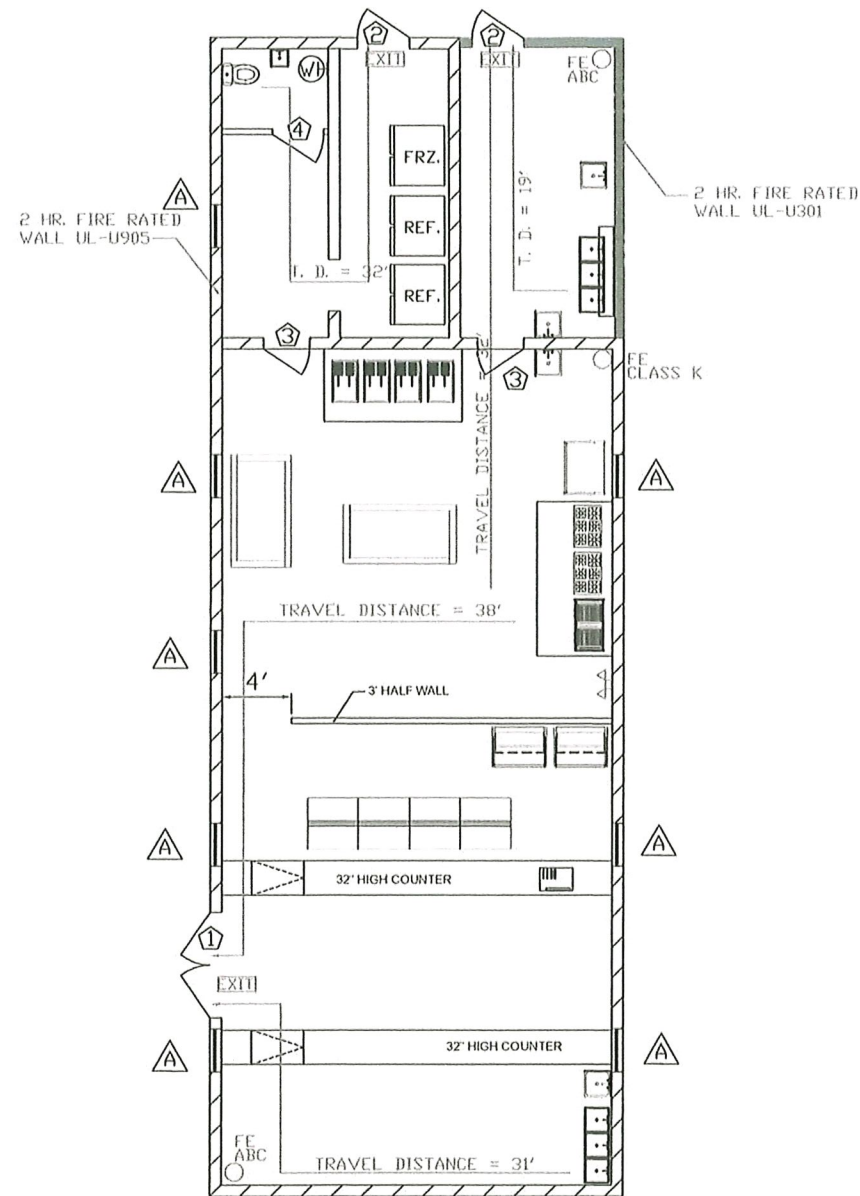 2
2
EXIT
EXIT
FE
ABC
WH
4
FRZ.
A
2 HR. FIRE RATED
WALL UL-U905
2 HR. FIRE RATED
WALL UL-U301
REF.
T. D. = 19'
T. D. = 32'
REF.
3
3
FE
CLASS K
TRAVEL DISTANCE = 32'
A
A
TRAVEL DISTANCE = 38'
A
4'
3' HALF WALL
A
A
32" HIGH COUNTER
1
EXIT
A
A
32" HIGH COUNTER
FE
ABC
TRAVEL DISTANCE = 31'